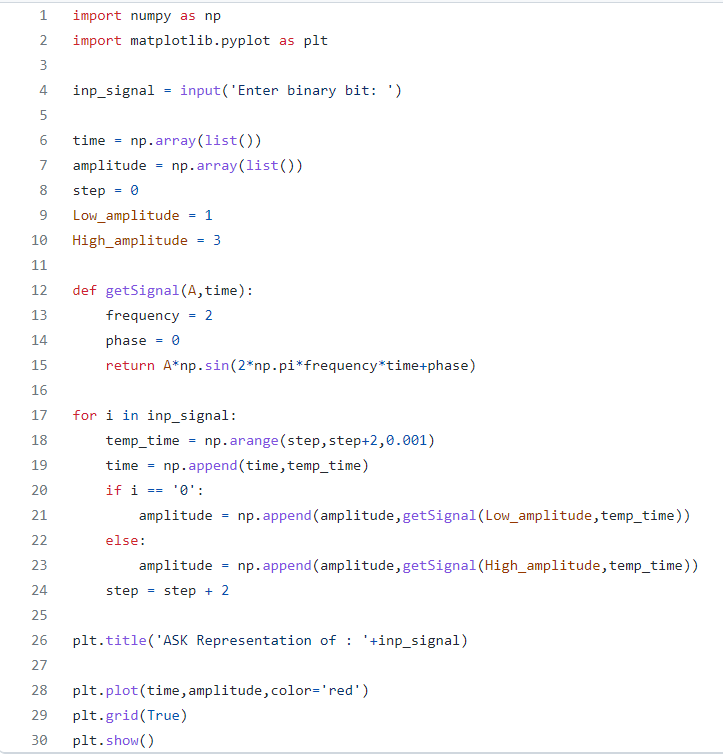 1 import numpy as np
2 import matplotlib.pyplot as plt
3
4 inp_signal = input('Enter binary bit: ')
5
6 time = np.array(list())
7 amplitude = np.array(list())
8 step = 0
9 Low_amplitude = 1
10 High_amplitude = 3
11
12 def getSignal(A,time):
13     frequency = 2
14     phase = 0
15     return A*np.sin(2*np.pi*frequency*time+phase)
16
17 for i in inp_signal:
18     temp_time = np.arange(step,step+2,0.001)
19     time = np.append(time,temp_time)
20     if i == '0':
21         amplitude = np.append(amplitude,getSignal(Low_amplitude,temp_time))
22     else:
23         amplitude = np.append(amplitude,getSignal(High_amplitude,temp_time))
24     step = step + 2
25
26 plt.title('ASK Representation of : '+inp_signal)
27
28 plt.plot(time,amplitude,color='red')
29 plt.grid(True)
30 plt.show()